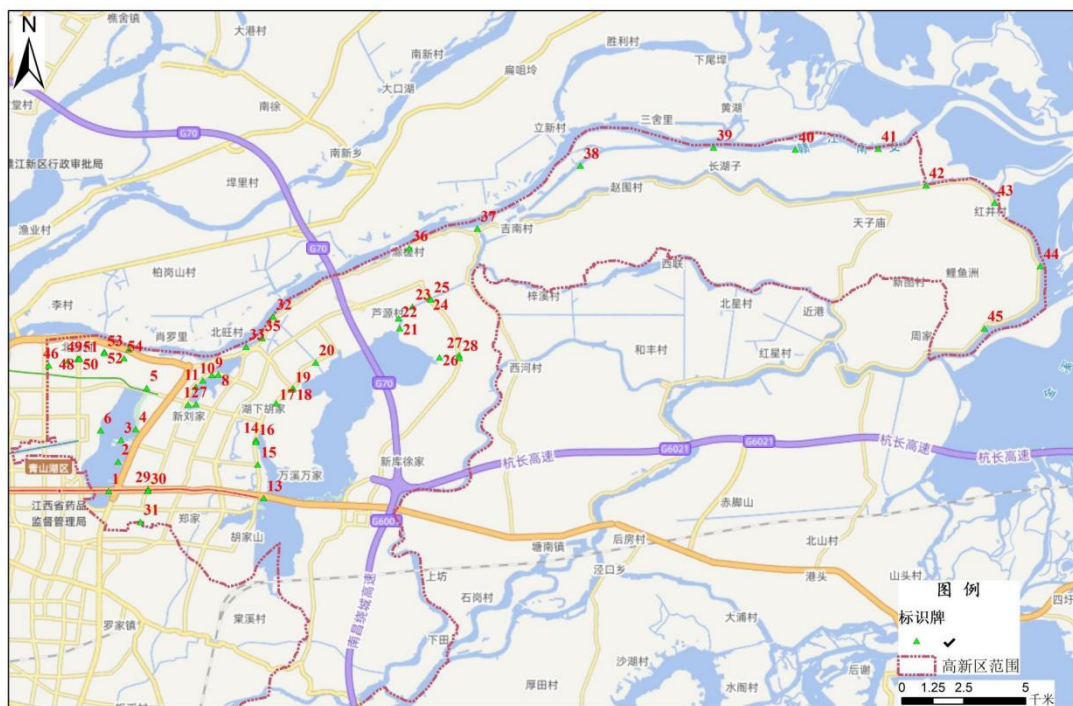 N
樵舍镇
大港村
南新村
胜利村
扁咀坽
下尾埠
大口湖
堂村
南徐
G70
黄湖
三舍里
立新村
39
40
41
赣江新区行政审批局
南新乡
38
长湖子
42
埠里村
赵围村
43
红井村
渔业村
37
吉南村
天子庙
36
G70
柏岗山村
西联
44
鲤鱼洲
新图村
李村
25
23
24
梓溪村
北星村
近港
32
芦源村
22
肖罗里
北旺村
35
33
21
45
周家
53
54
46
49
51
52
48
50
27
28
26
和丰村
红星村
20
10
9
11
8
西河村
5
G70
19
12
7
17
18
新刘家
湖下胡家
6
4
3
14
16
G6021
G6021
杭长高速
杭长高速
2
15
青山湖区
新库徐家
万溪万家
1
29
30
13
赤脚山
江西省药品
监督管理局
31
郑家
胡家山
后房村
塘南镇
北山村
泾口乡
上坊
港头
山头村
图 例
石岗村
标识牌
四圩
棠溪村
罗家镇
南昌绕城高速
大浦村
下田
高新区范围
沙湖村
后谢
厚田村
水阁村
0 1.25 2.5 5
千米